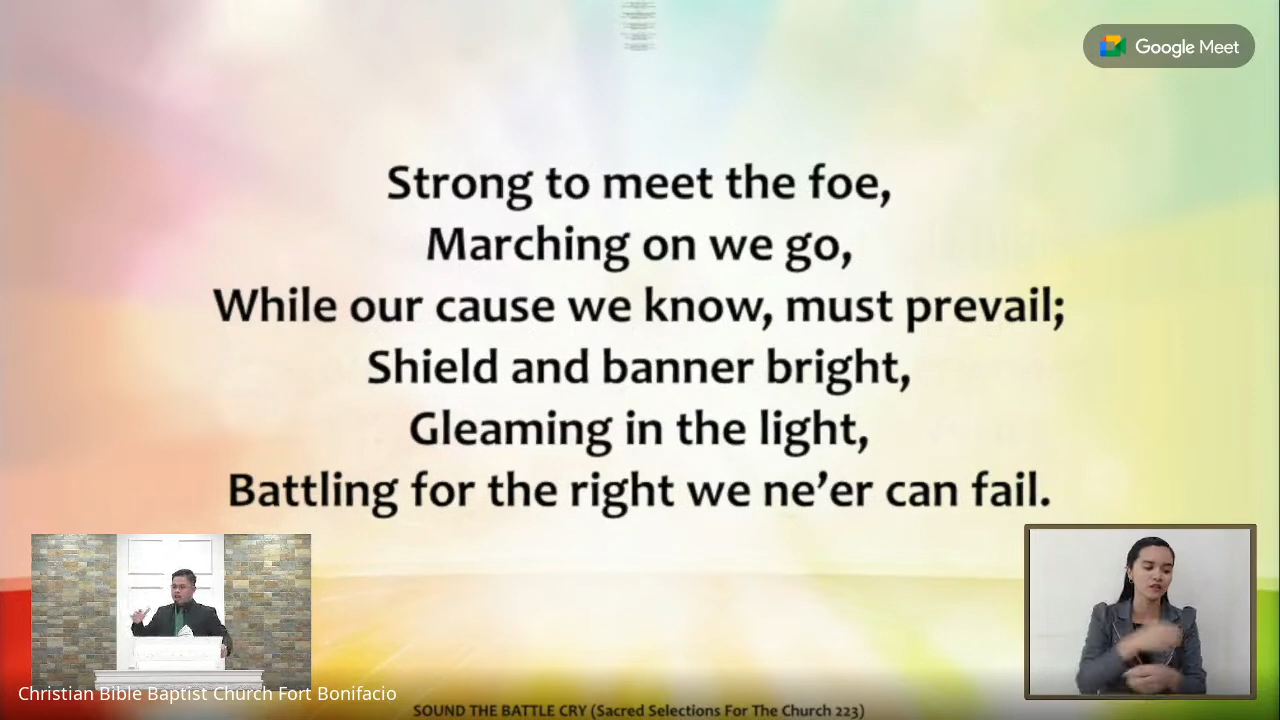 Google Meet
Strong to meet the foe,
Marching on we go,
While our cause we know, must prevail;
Shield and banner bright,
Gleaming in the light,
Battling for the right we ne’er can fail.
Christian Bible Baptist Church Fort Bonifacio
SOUND THE BATTLE CRY (Sacred Selections For The Church 223)